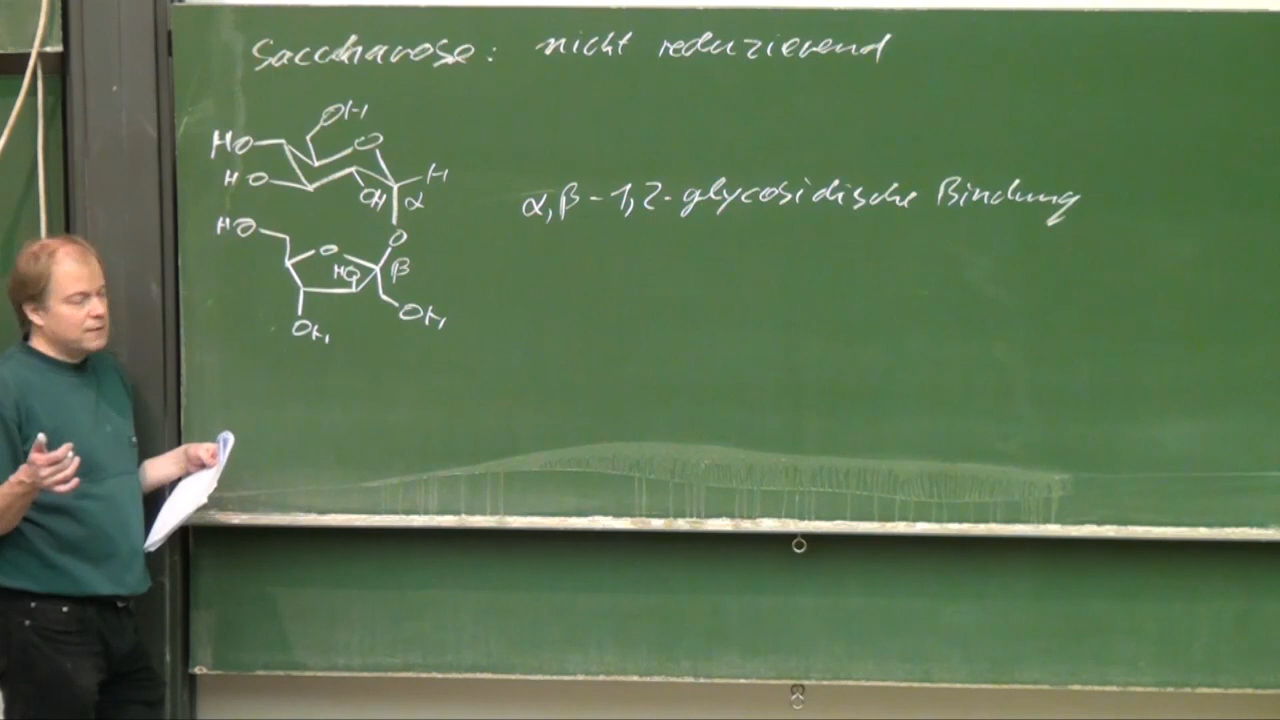 Saccharose: nicht reduzierend
OH
HO O
HO OH H
α
α,β-1,2-glycosidische Bindung
HO O
O HO β
OH
OH